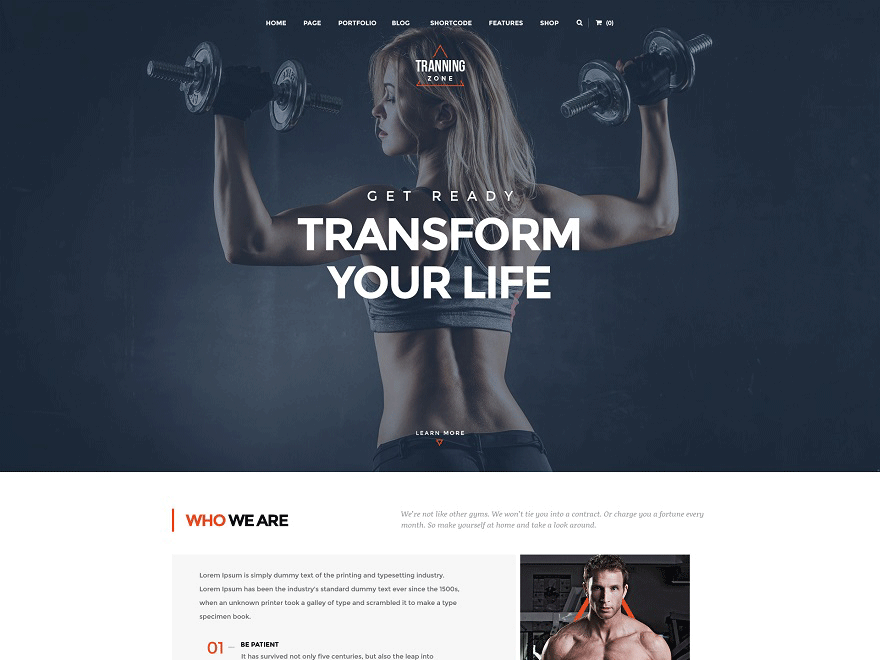 HOME PAGE PORTFOLIO BLOG SHORTCODE FEATURES SHOP (0)
TRANNING
ZONE
GET READY
TRANSFORM
YOUR LIFE
LEARN MORE
WHO WE ARE
We're not like other gyms. We won't tie you into a contract. Or charge you a fortune every
month. So make yourself at home and take a look around.
Lorem Ipsum is simply dummy text of the printing and typesetting industry.
Lorem Ipsum has been the industry's standard dummy text ever since the 1500s,
when an unknown printer took a galley of type and scrambled it to make a type
specimen book.
01 — BE PATIENT
It has survived not only five centuries, but also the leap into